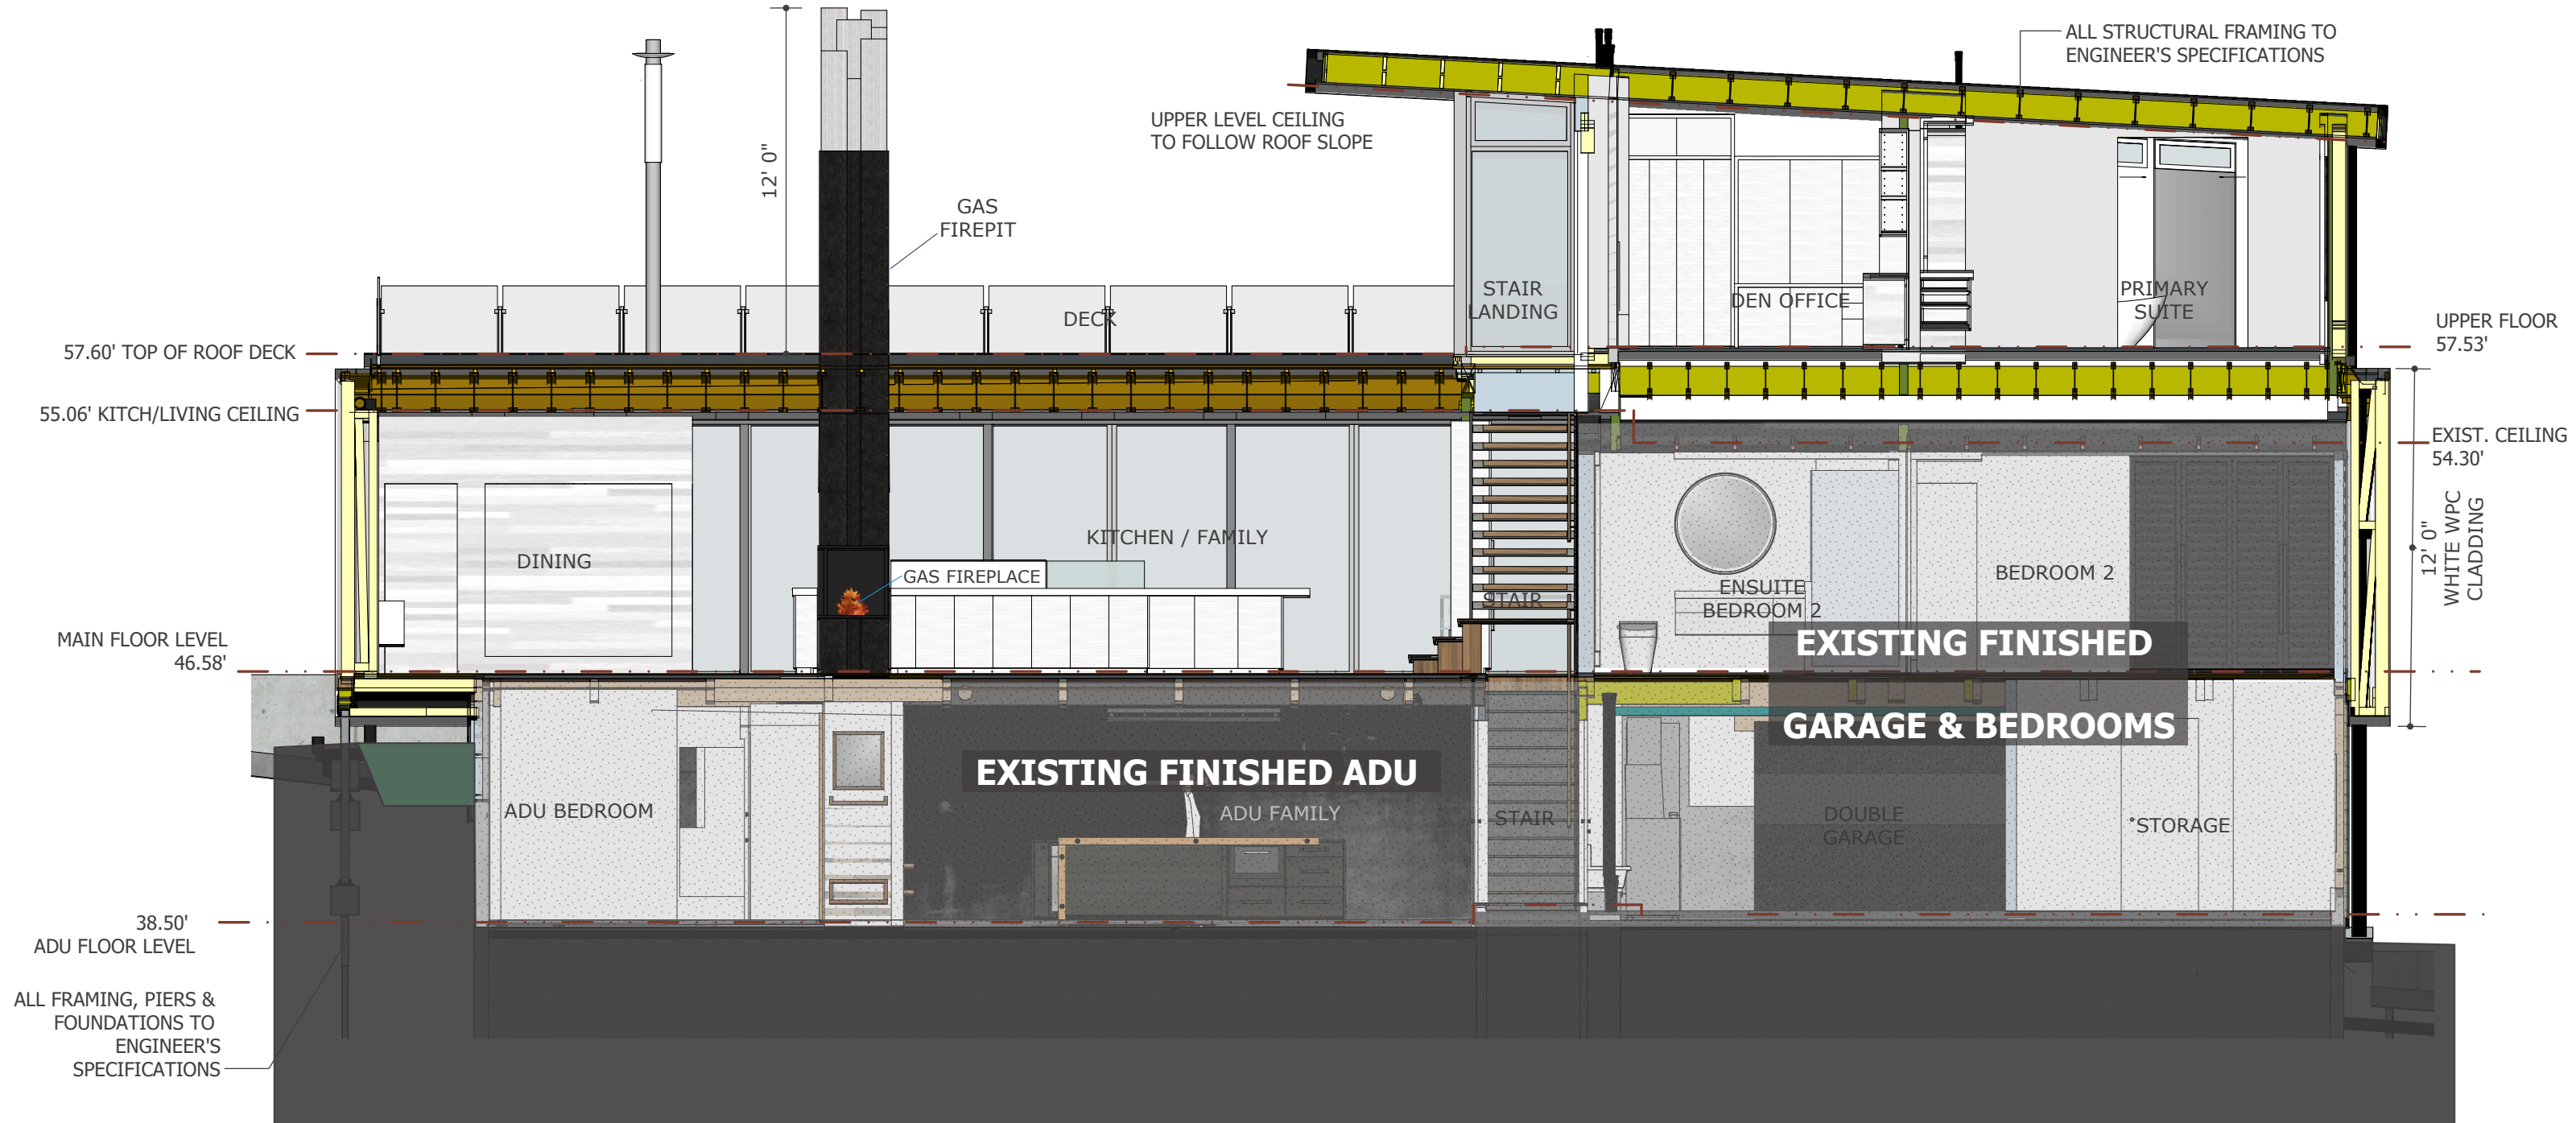 ALL STRUCTURAL FRAMING TO
ENGINEER'S SPECIFICATIONS
UPPER LEVEL CEILING
TO FOLLOW ROOF SLOPE
12' 0"
GAS
FIREPIT
STAIR
LANDING
DEN OFFICE
PRIMARY
SUITE
DECK
UPPER FLOOR
57.53'
57.60' TOP OF ROOF DECK
55.06' KITCH/LIVING CEILING
EXIST. CEILING
54.30'
12' 0"
WHITE WPC
CLADDING
DINING
KITCHEN / FAMILY
GAS FIREPLACE
STAIR
ENSUITE
BEDROOM 2
BEDROOM 2
MAIN FLOOR LEVEL
46.58'
EXISTING FINISHED
GARAGE & BEDROOMS
EXISTING FINISHED ADU
ADU BEDROOM
ADU FAMILY
STAIR
DOUBLE
GARAGE
STORAGE
38.50'
ADU FLOOR LEVEL
ALL FRAMING, PIERS &
FOUNDATIONS TO
ENGINEER'S
SPECIFICATIONS